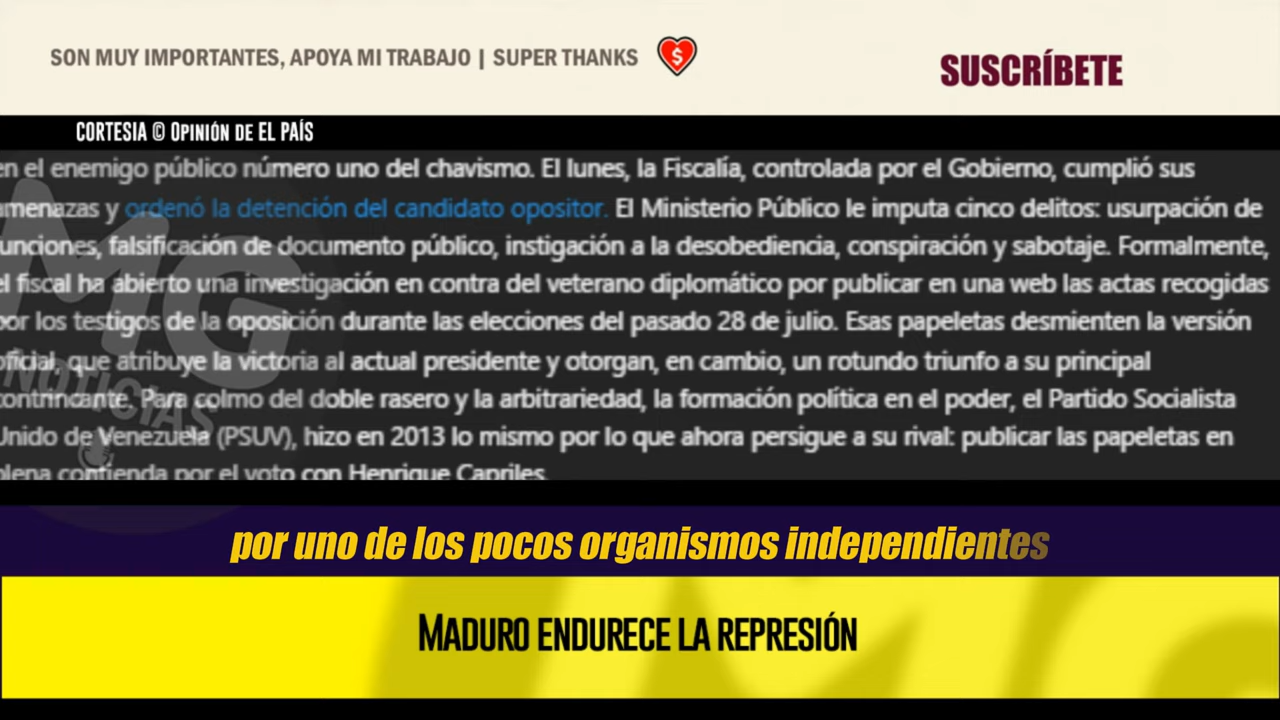 SON MUY IMPORTANTES, APOYA MI TRABAJO | SUPER THANKS
$
SUSCRÍBETE
CORTESIA © OPINIÓN DE EL PAÍS
en el enemigo público número uno del chavismo. El lunes, la Fiscalía, controlada por el Gobierno, cumplió sus
amenazas y ordenó la detención del candidato opositor. El Ministerio Público le imputa cinco delitos: usurpación de
funciones, falsificación de documento público, instigación a la desobediencia, conspiración y sabotaje. Formalmente,
el fiscal ha abierto una investigación en contra del veterano diplomático por publicar en una web las actas recogidas
por los testigos de la oposición durante las elecciones del pasado 28 de julio. Esas papeletas desmienten la versión
oficial, que atribuye la victoria al actual presidente y otorgan, en cambio, un rotundo triunfo a su principal
contrincante. Para colmo del doble rasero y la arbitrariedad, la formación política en el poder, el Partido Socialista
Unido de Venezuela (PSUV), hizo en 2013 lo mismo por lo que ahora persigue a su rival: publicar las papeletas en
plena contienda por el voto con Henrique Capriles.
MG
NOTICIAS
por uno de los pocos organismos independientes
MADURO ENDURECE LA REPRESIÓN